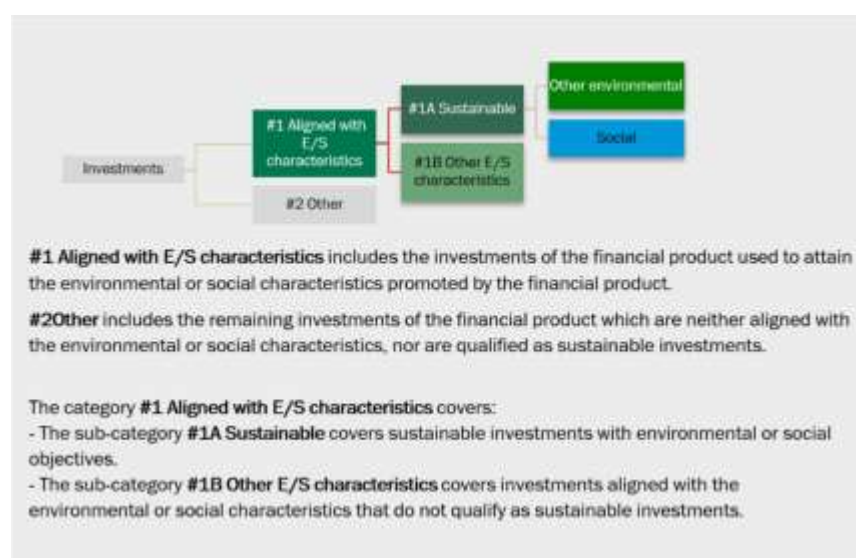 Other environmental
#1A Sustainable
#1 Aligned with
E/S
characteristics
Social
#1B Other E/S
characteristics
Investments
#2 Other
#1 Aligned with E/S characteristics includes the investments of the financial product used to attain
the environmental or social characteristics promoted by the financial product.
#2Other includes the remaining investments of the financial product which are neither aligned with
the environmental or social characteristics, nor are qualified as sustainable investments.
The category #1 Aligned with E/S characteristics covers:
- The sub-category #1A Sustainable covers sustainable investments with environmental or social
objectives.
- The sub-category #1B Other E/S characteristics covers investments aligned with the
environmental or social characteristics that do not qualify as sustainable investments.